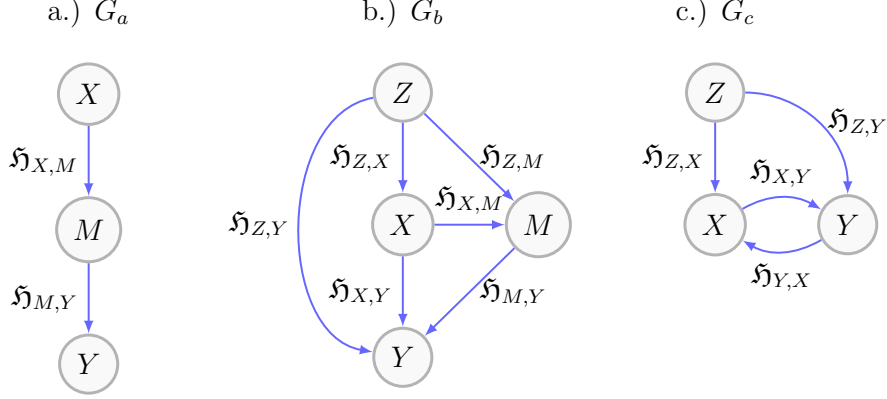 a.) G_a
X
ℌ_{X,M}
M
ℌ_{M,Y}
Y
b.) G_b
Z
ℌ_{Z,X}
ℌ_{Z,M}
ℌ_{X,M}
ℌ_{Z,Y}
X
M
ℌ_{X,Y}
ℌ_{M,Y}
Y
c.) G_c
Z
ℌ_{Z,Y}
ℌ_{Z,X}
ℌ_{X,Y}
X
Y
ℌ_{Y,X}